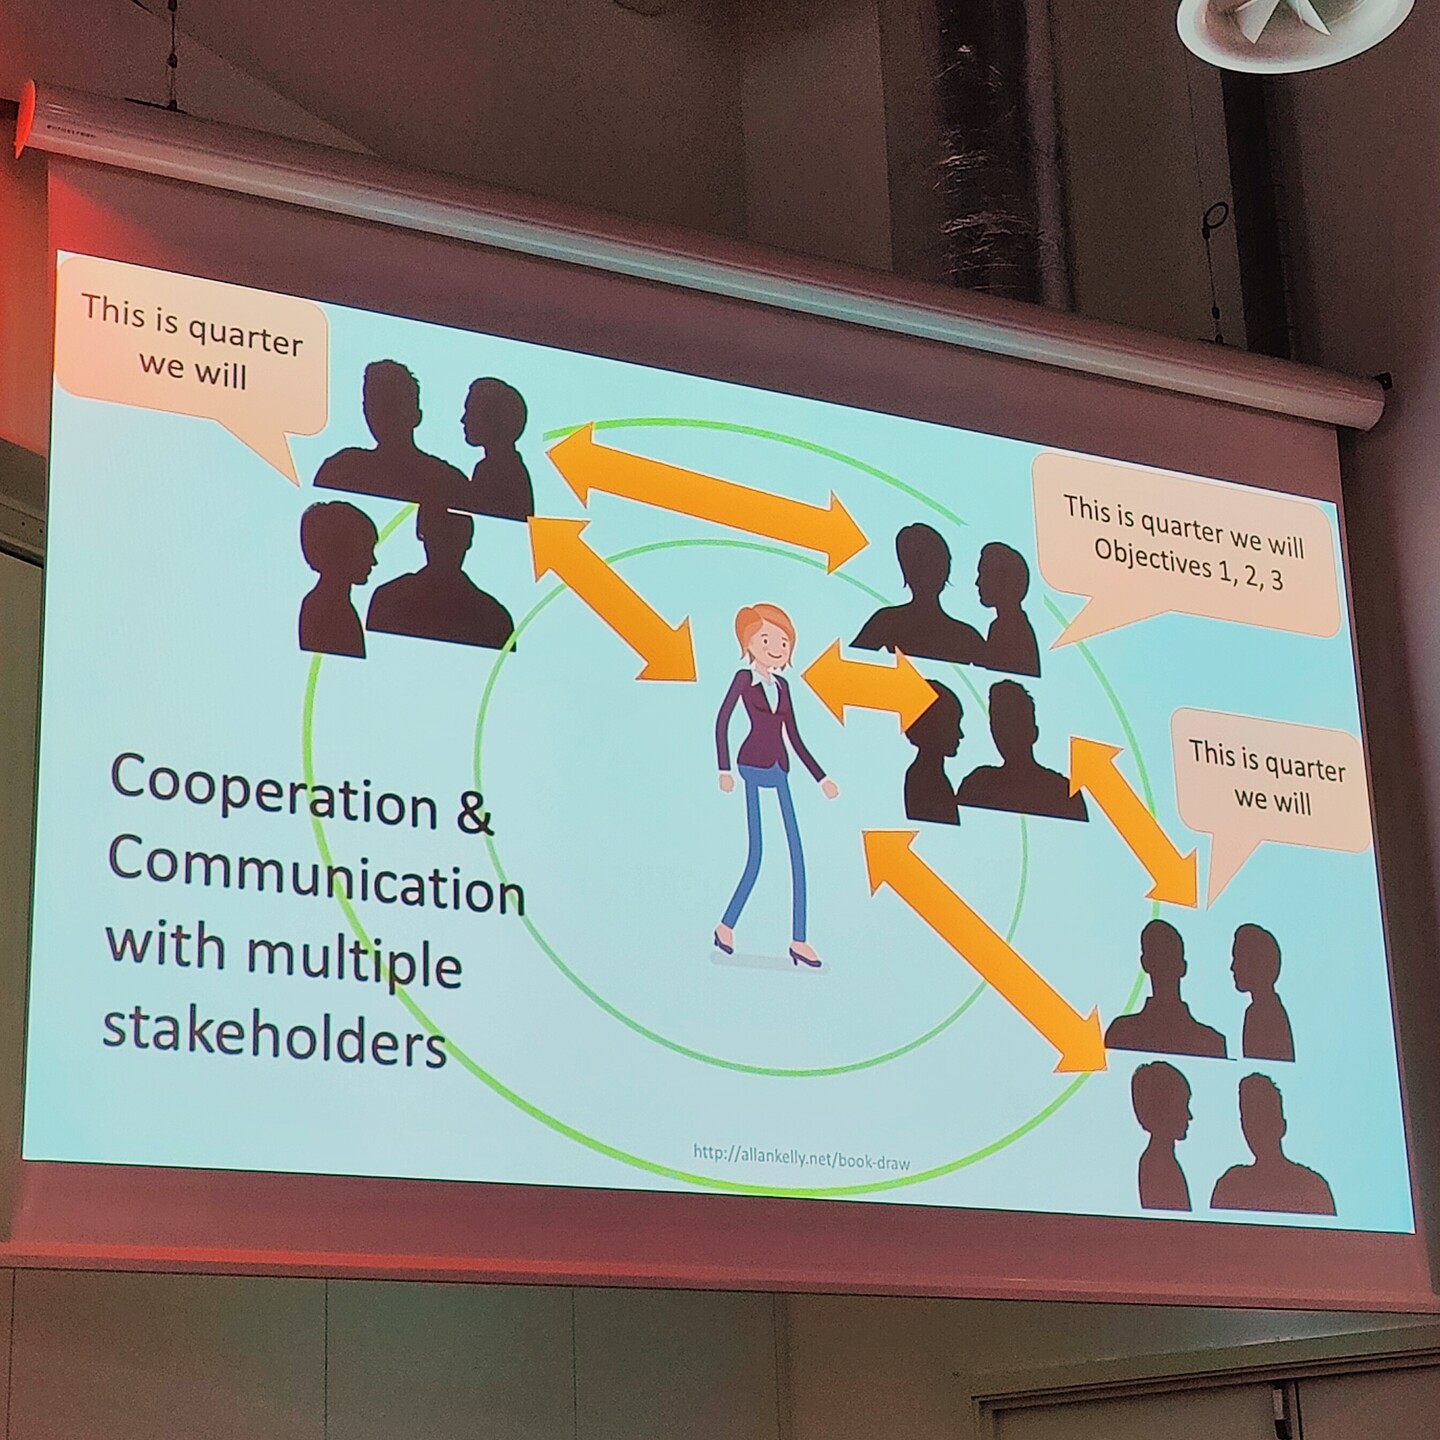 This is quarter
we will
This is quarter we will
Objectives 1, 2, 3
This is quarter
we will
Cooperation &
Communication
with multiple
stakeholders
http://allankelly.net/book-draw